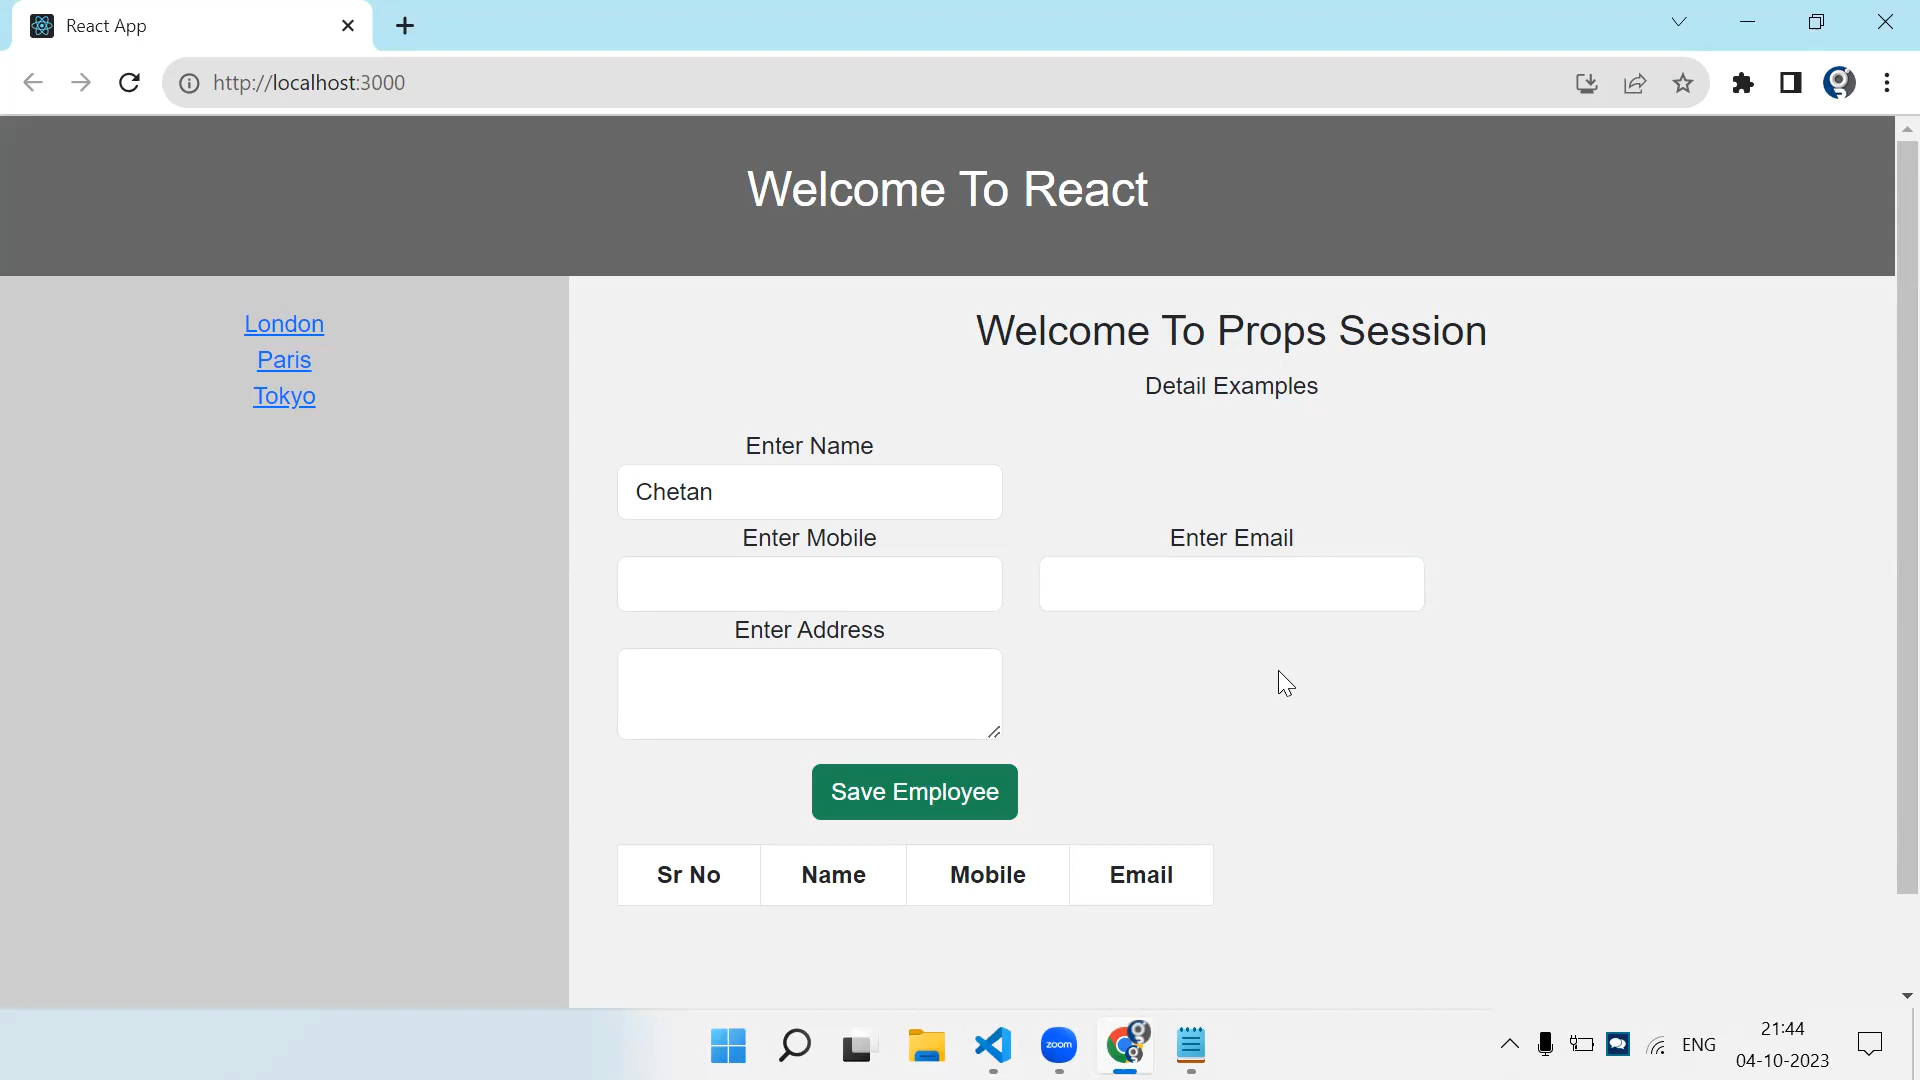 React App
http://localhost:3000
Welcome To React
London
Paris
Tokyo
Welcome To Props Session
Detail Examples
Enter Name
Chetan
Enter Mobile
Enter Email
Enter Address
Save Employee
Sr No Name Mobile Email
zoom
ENG
21:44
04-10-2023